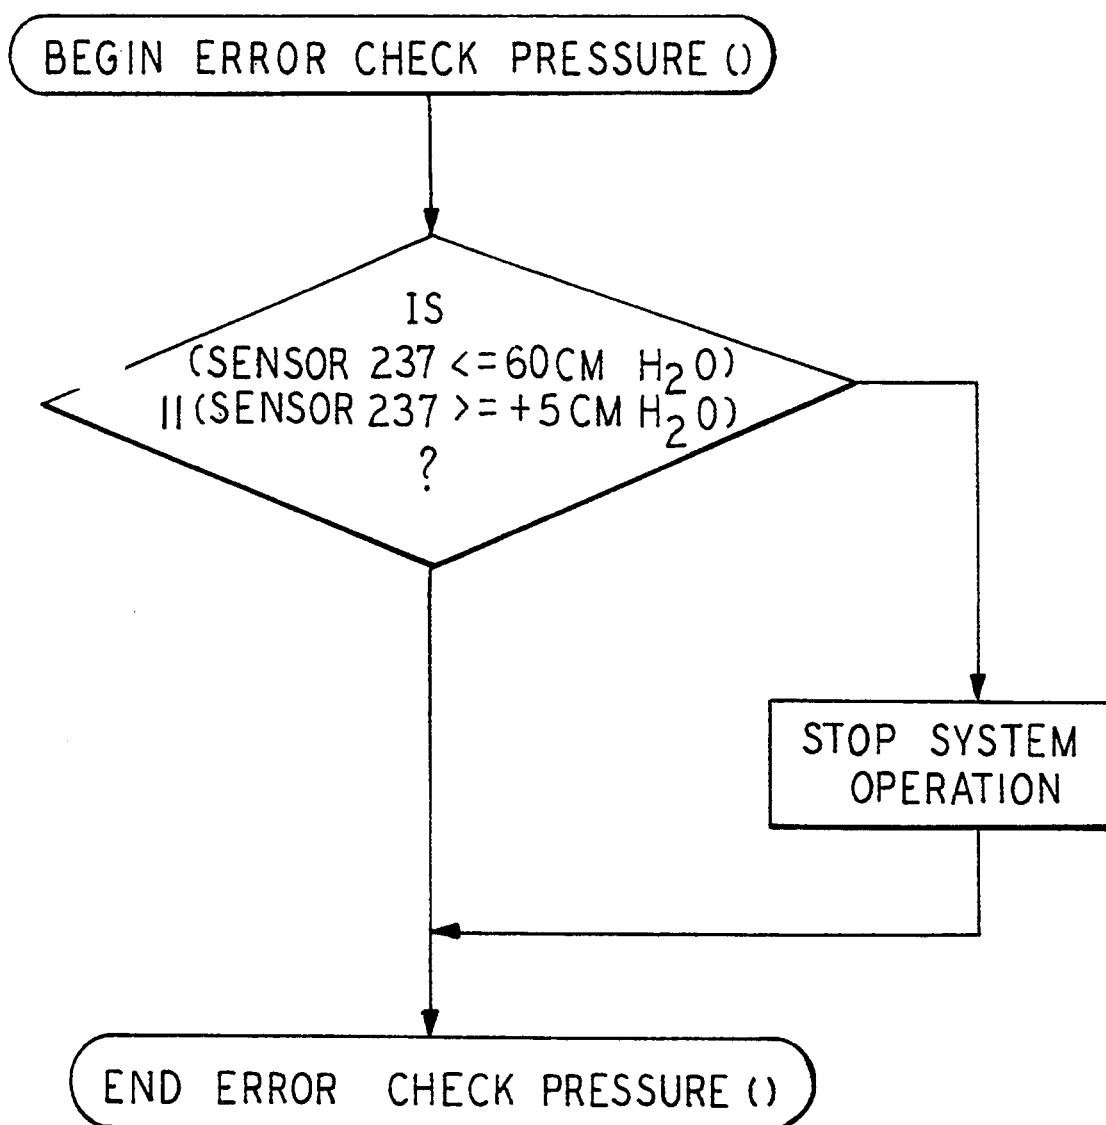 BEGIN ERROR CHECK PRESSURE ()
IS
(SENSOR 237 <=60CM H₂O)
||(SENSOR 237 >= +5CM H₂O)
?
STOP SYSTEM
OPERATION
END ERROR CHECK PRESSURE ()